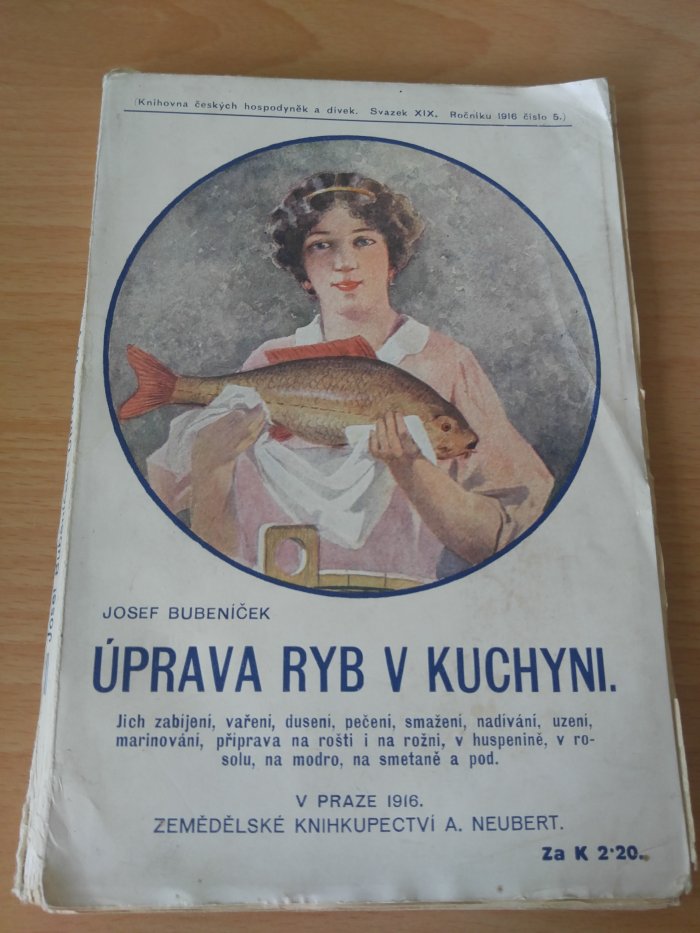 (Knihovna českých hospodyněk a dívek. Svazek XIX. Ročníku 1916 číslo 5.)
JOSEF BUBENÍČEK
ÚPRAVA RYB V KUCHYNI.
Jich zabíjení, vaření, dusení, pečení, smažení, nadívání, uzení,
marinování, příprava na rošti i na rožni, v huspenině, v ro-
solu, na modro, na smetaně a pod.
V PRAZE 1916.
ZEMĚDĚLSKÉ KNIHKUPECTVÍ A. NEUBERT.
Za K 2·20.